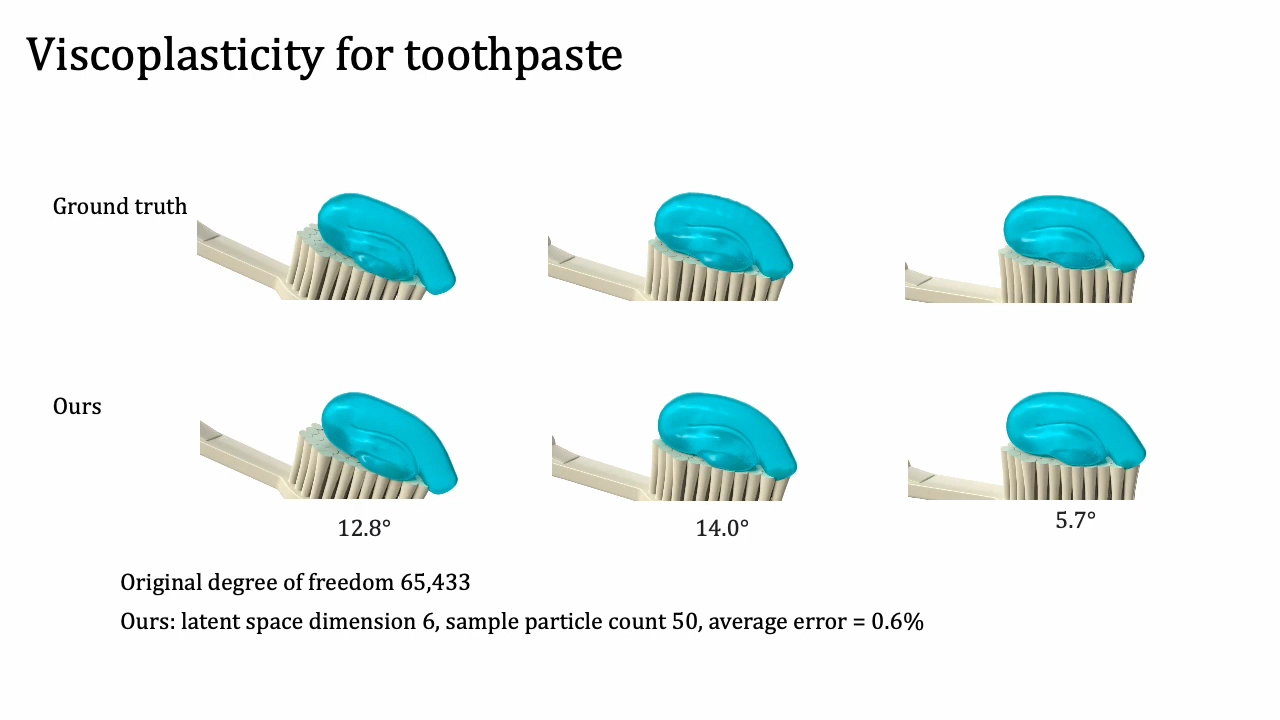 Viscoplasticity for toothpaste
Ground truth
Ours
12.8°
14.0°
5.7°
Original degree of freedom 65,433
Ours: latent space dimension 6, sample particle count 50, average error = 0.6%